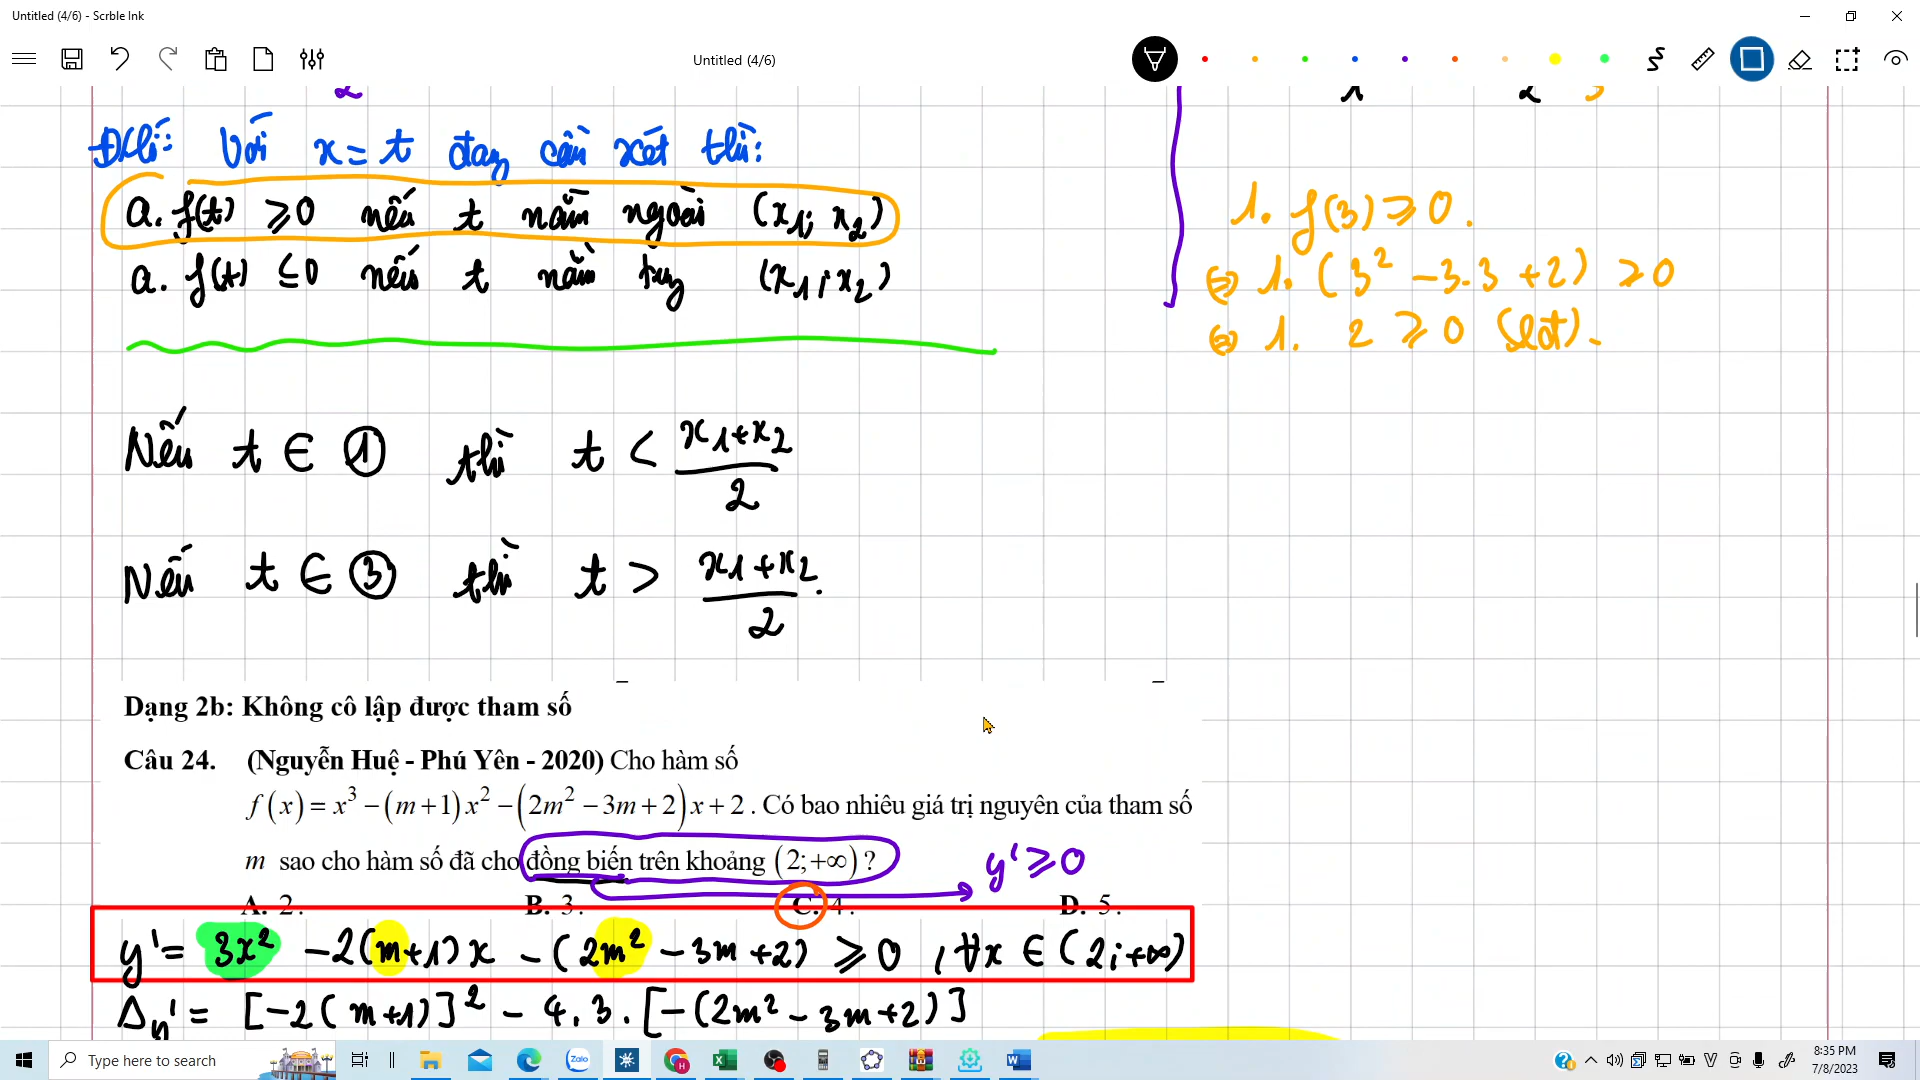 Untitled (4/6) - Scrble Ink
Untitled (4/6)
2
x 2 3
Với x = t đang cần xét thì:
a. f(t) ≥ 0 nếu t nằm ngoài (x1; x2)
a. f(t) ≤ 0 nếu t nằm (x1; x2)
1. f(3) ≥ 0.
⇔ 1. (3² - 3.3 + 2) ≥ 0
⇔ 1. 2 ≥ 0
Nếu t ∈ ① thì t < (x1+x2)/2
Nếu t ∈ ③ thì t > (x1+x2)/2.
Dạng 2b: Không cô lập được tham số
Câu 24. (Nguyễn Huệ - Phú Yên - 2020) Cho hàm số
f(x) = x³ - (m+1)x² - (2m² - 3m + 2)x + 2. Có bao nhiêu giá trị nguyên của tham số
m sao cho hàm số đã cho đồng biến trên khoảng (2;+∞)? y' ≥ 0
A. 2. B. 3. C. 4. D. 5.
y' = 3x² - 2(m+1)x - (2m² - 3m + 2) ≥ 0, ∀x ∈ (2;+∞)
Δy' = [-2(m+1)]² - 4.3.[-(2m² - 3m + 2)]
Type here to search
Zalo
8:35 PM
7/8/2023